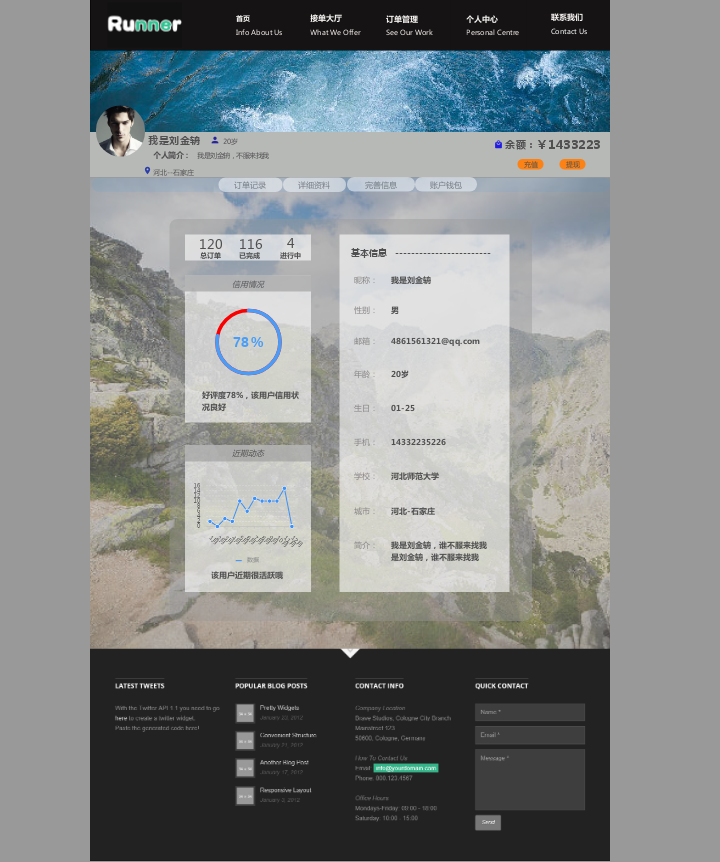 Runner
首页
Info About Us
接单大厅
What We Offer
订单管理
See Our Work
个人中心
Personal Centre
联系我们
Contact Us
我是刘金钠
20岁
个人简介：
我是刘金钠，不服来找我
河北--石家庄
余额：￥1433223
充值
提现
订单记录
详细资料
完善信息
账户钱包
120
116
4
总订单
已完成
进行中
信用情况
78%
好评度78%，该用户信用状
况良好
近期动态
数据
该用户近期很活跃哦
基本信息 ------------------------
昵称：
我是刘金钠
性别：
男
邮箱：
4861561321@qq.com
年龄：
20岁
生日：
01-25
手机：
14332235226
学校：
河北师范大学
城市：
河北-石家庄
简介：
我是刘金钠，谁不服来找我
是刘金钠，谁不服来找我
LATEST TWEETS
With the Twitter API 1.1 you need to go
here to create a twitter widget.
Paste the generated code here!
POPULAR BLOG POSTS
Pretty Widgets
January 23, 2012
Convenient Structure
January 21, 2012
Another Blog Post
January 17, 2012
Responsive Layout
January 3, 2012
CONTACT INFO
Company Location
Brave Studios, Cologne City Branch
Mainstreet 123
50600, Cologne, Germany
How To Contact Us
Email: info@yourdomain.com
Phone: 800.123.4567
Office Hours
Mondays-Friday: 10:00 - 18:00
Saturday: 10:00 - 15:00
QUICK CONTACT
Name *
Email *
Message *
Send